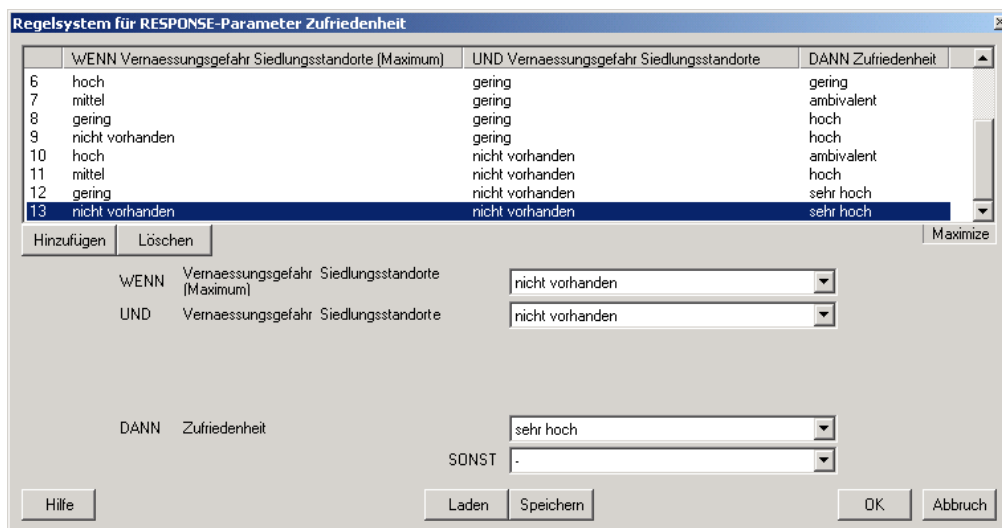 Regelsystem für RESPONSE-Parameter Zufriedenheit
WENN Vernaessungsgefahr Siedlungsstandorte (Maximum) UND Vernaessungsgefahr Siedlungsstandorte DANN Zufriedenheit
6 hoch gering gering
7 mittel gering ambivalent
8 gering gering hoch
9 nicht vorhanden gering hoch
10 hoch nicht vorhanden ambivalent
11 mittel nicht vorhanden hoch
12 gering nicht vorhanden sehr hoch
13 nicht vorhanden nicht vorhanden sehr hoch
Hinzufügen Löschen Maximize
WENN Vernaessungsgefahr Siedlungsstandorte (Maximum) nicht vorhanden
UND Vernaessungsgefahr Siedlungsstandorte nicht vorhanden
DANN Zufriedenheit sehr hoch
SONST -
Hilfe Laden Speichern OK Abbruch